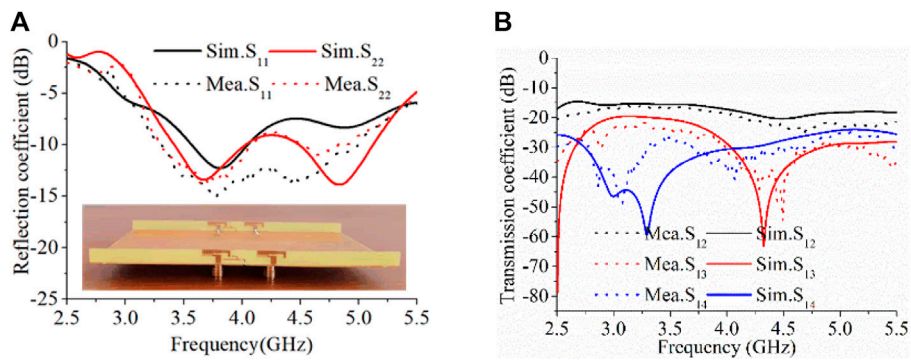 A
Reflection coefficient (dB)
0
-5
-10
-15
-20
-25
Sim.S11
Sim.S22
Mea.S11
Mea.S22
2.5 3.0 3.5 4.0 4.5 5.0 5.5
Frequency(GHz)
B
Transmission coefficient (dB)
0
-10
-20
-30
-40
-50
-60
-70
-80
Mea.S12
Sim.S12
Mea.S13
Sim.S13
Mea.S14
Sim.S14
2.5 3.0 3.5 4.0 4.5 5.0 5.5
Frequency (GHz)